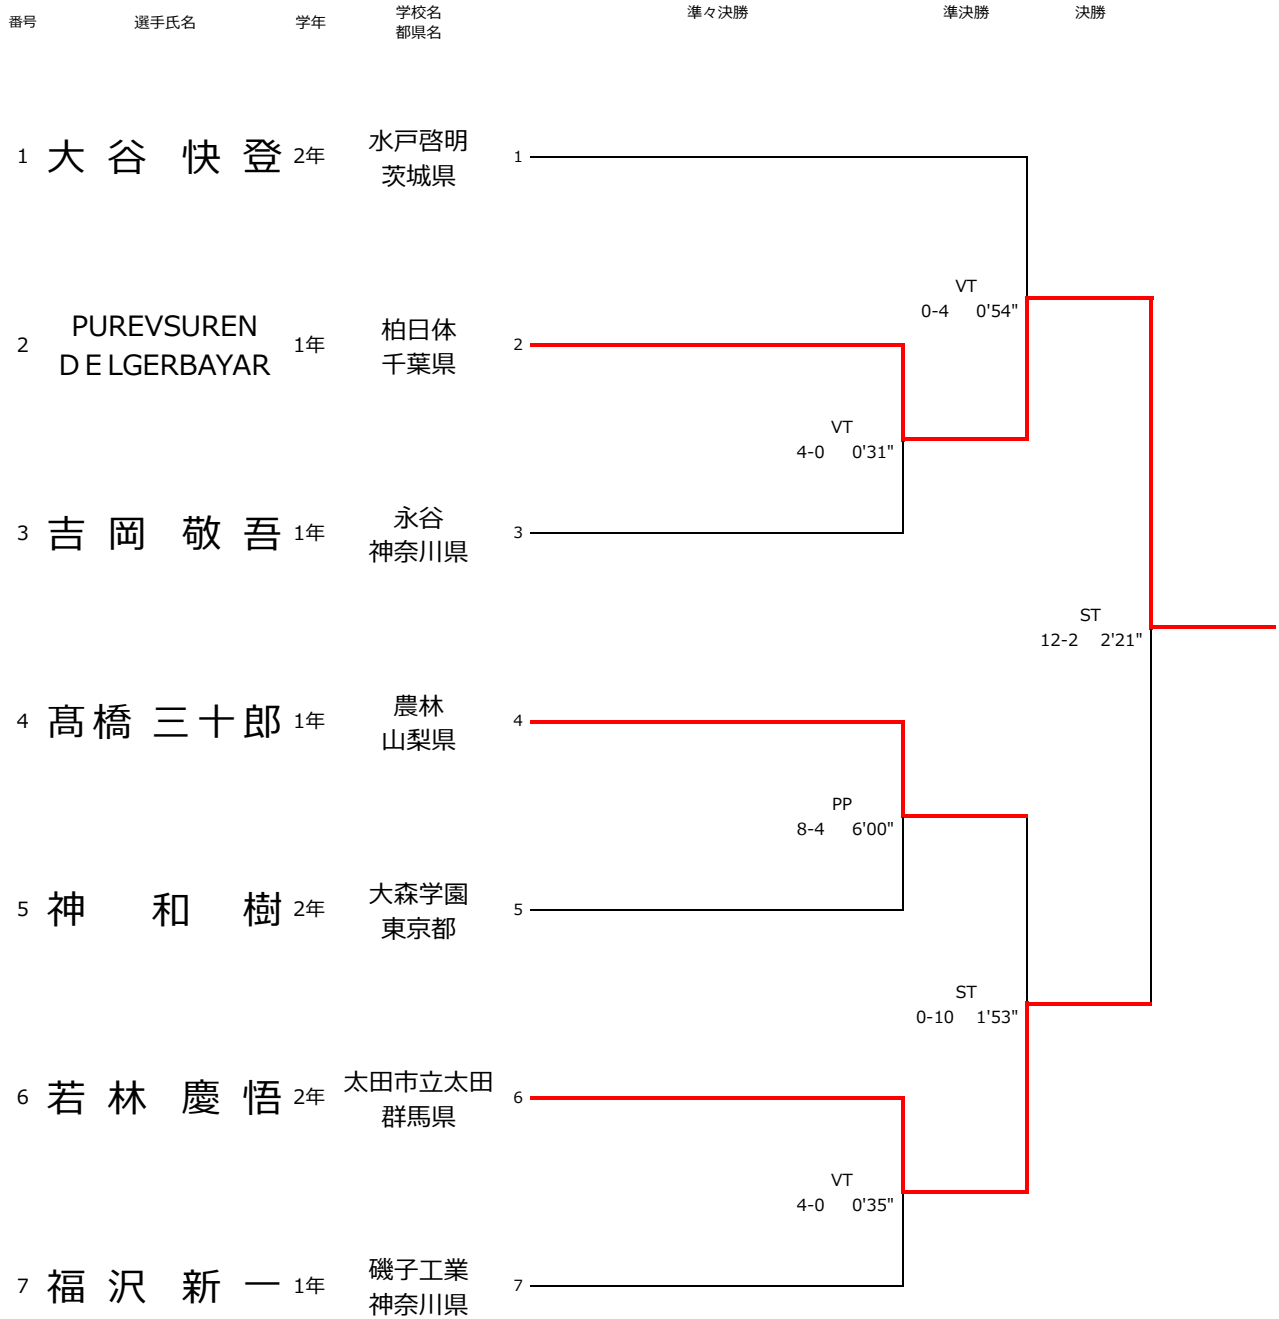 番号 選手氏名 学年 学校名 準々決勝 準決勝 決勝
都県名
1 大谷 快登 2年 水戸啓明 1
茨城県
VT
0-4 0'54"
2 PUREVSUREN 1年 柏日体 2
DELGERBAYAR 千葉県
VT
4-0 0'31"
3 吉岡 敬吾 1年 永谷 3
神奈川県
ST
12-2 2'21"
4 髙橋 三十郎 1年 農林 4
山梨県
PP
8-4 6'00"
5 神 和樹 2年 大森学園 5
東京都
ST
0-10 1'53"
6 若林 慶悟 2年 太田市立太田 6
群馬県
VT
4-0 0'35"
7 福沢 新一 1年 磯子工業 7
神奈川県